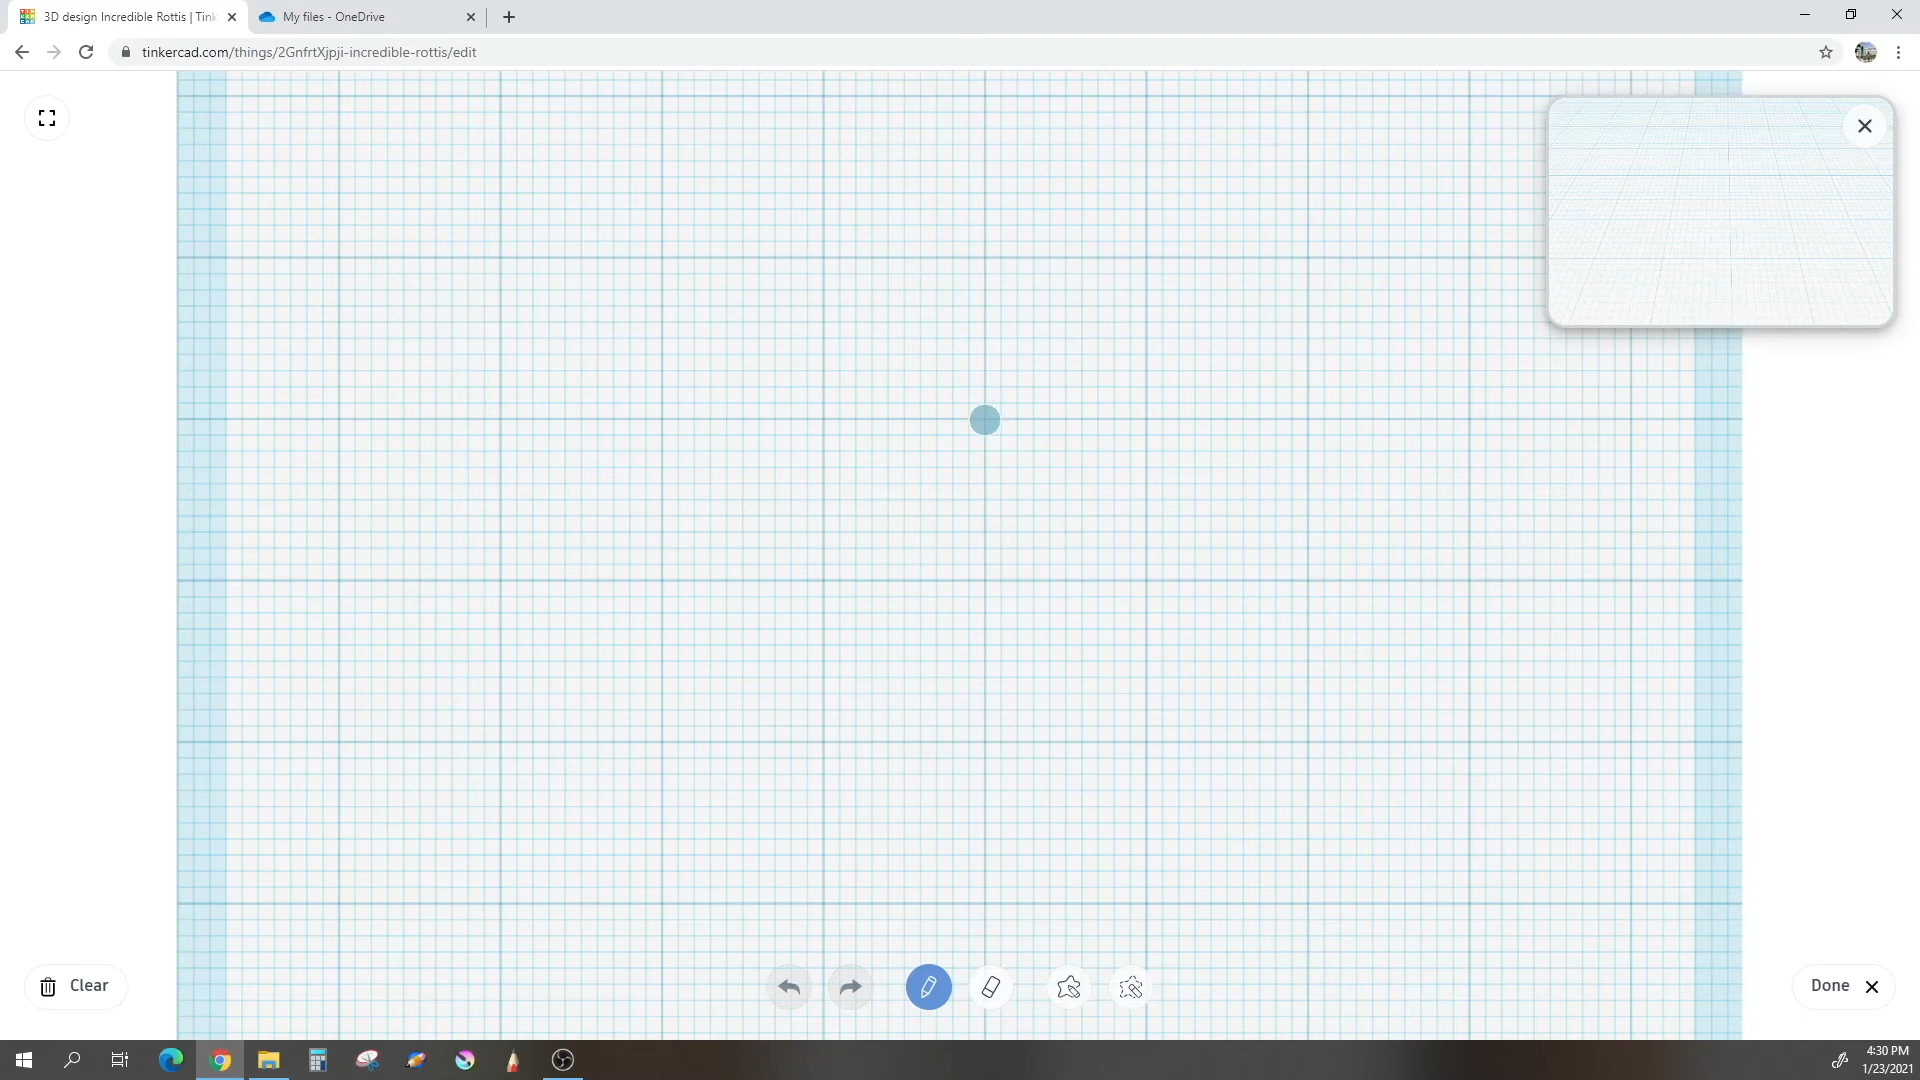 3D design Incredible Rottis | Tink
My files - OneDrive
tinkercad.com/things/2GnfrtXjpji-incredible-rottis/edit
Clear
Done
4:30 PM
1/23/2021